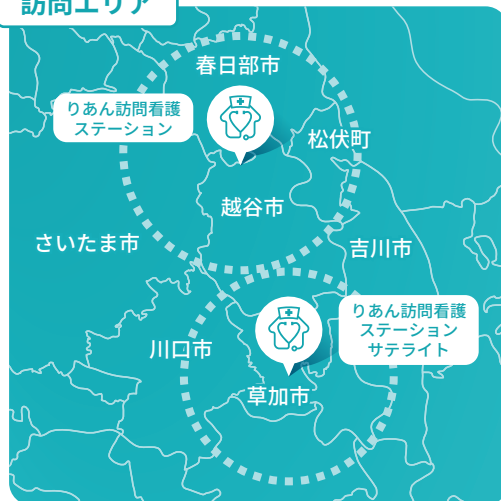 訪問エリア
春日部市
りあん訪問看護
ステーション
松伏町
越谷市
さいたま市
吉川市
りあん訪問看護
ステーション
サテライト
川口市
草加市